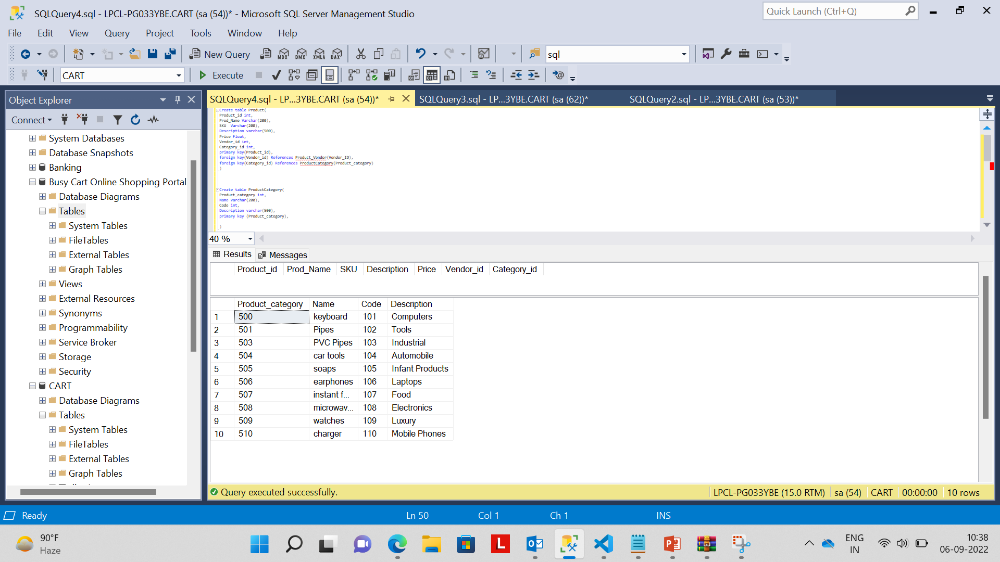 SQLQuery4.sql - LPCL-PG033YBE.CART (sa (54))* - Microsoft SQL Server Management Studio
Quick Launch (Ctrl+Q)
File Edit View Query Project Tools Window Help
New Query MDX DMX XMLA DAX sql
CART Execute
Object Explorer
SQLQuery4.sql - LP...3YBE.CART (sa (54))* SQLQuery3.sql - LP...3YBE.CART (sa (62))* SQLQuery2.sql - LP...3YBE.CART (sa (53))*
Connect
System Databases
Database Snapshots
Banking
Busy Cart Online Shopping Portal
Database Diagrams
Tables
System Tables
FileTables
External Tables
Graph Tables
Views
External Resources
Synonyms
Programmability
Service Broker
Storage
Security
CART
Database Diagrams
Tables
System Tables
FileTables
External Tables
Graph Tables
Create table Product(
Product_id int,
Prod_Name Varchar(200),
SKU Varchar(200),
Description varchar(500),
Price Float,
Vendor_id int,
Category_id int,
primary key(Product_id),
foreign key(Vendor_id) References Product_Vendor(Vendor_ID),
foreign key(Category_id) References ProductCategory(Product_category)
)
Create table ProductCategory(
Product_category int,
Name varchar(200),
Code int,
Description varchar(500),
primary key (Product_category),
)
40 %
Results Messages
Product_id Prod_Name SKU Description Price Vendor_id Category_id
Product_category Name Code Description
1 500 keyboard 101 Computers
2 501 Pipes 102 Tools
3 503 PVC Pipes 103 Industrial
4 504 car tools 104 Automobile
5 505 soaps 105 Infant Products
6 506 earphones 106 Laptops
7 507 instant f... 107 Food
8 508 microwav... 108 Electronics
9 509 watches 109 Luxury
10 510 charger 110 Mobile Phones
Query executed successfully. LPCL-PG033YBE (15.0 RTM) sa (54) CART 00:00:00 10 rows
Ready Ln 50 Col 1 Ch 1 INS
90°F
Haze
L
ENG
IN
10:38
06-09-2022